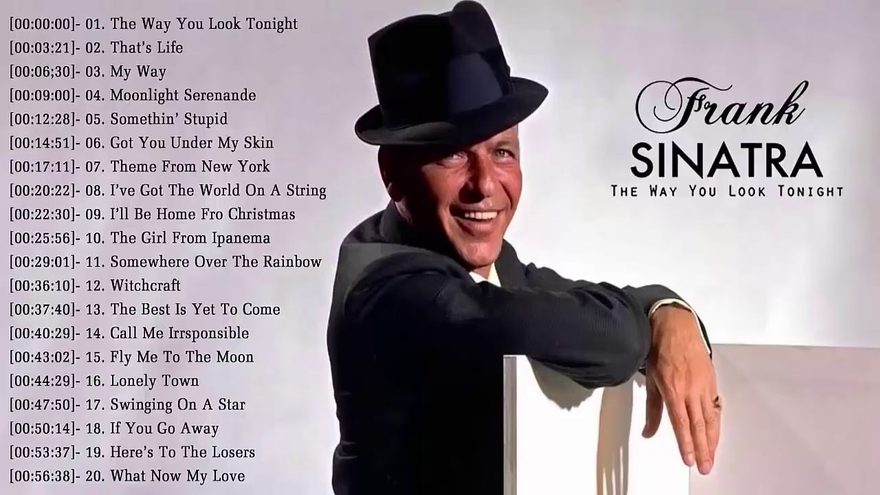 [00:00:00]- 01. The Way You Look Tonight
[00:03:21]- 02. That's Life
[00:06;30]- 03. My Way
[00:09:00]- 04. Moonlight Serenande
[00:12:28]- 05. Somethin' Stupid
[00:14:51]- 06. Got You Under My Skin
[00:17:11]- 07. Theme From New York
[00:20:22]- 08. I've Got The World On A String
[00:22:30]- 09. I'll Be Home Fro Christmas
[00:25:56]- 10. The Girl From Ipanema
[00:29:01]- 11. Somewhere Over The Rainbow
[00:36:10]- 12. Witchcraft
[00:37:40]- 13. The Best Is Yet To Come
[00:40:29]- 14. Call Me Irrsponsible
[00:43:02]- 15. Fly Me To The Moon
[00:44:29]- 16. Lonely Town
[00:47:50]- 17. Swinging On A Star
[00:50:14]- 18. If You Go Away
[00:53:37]- 19. Here's To The Losers
[00:56:38]- 20. What Now My Love
Frank
SINATRA
The Way You Look Tonight